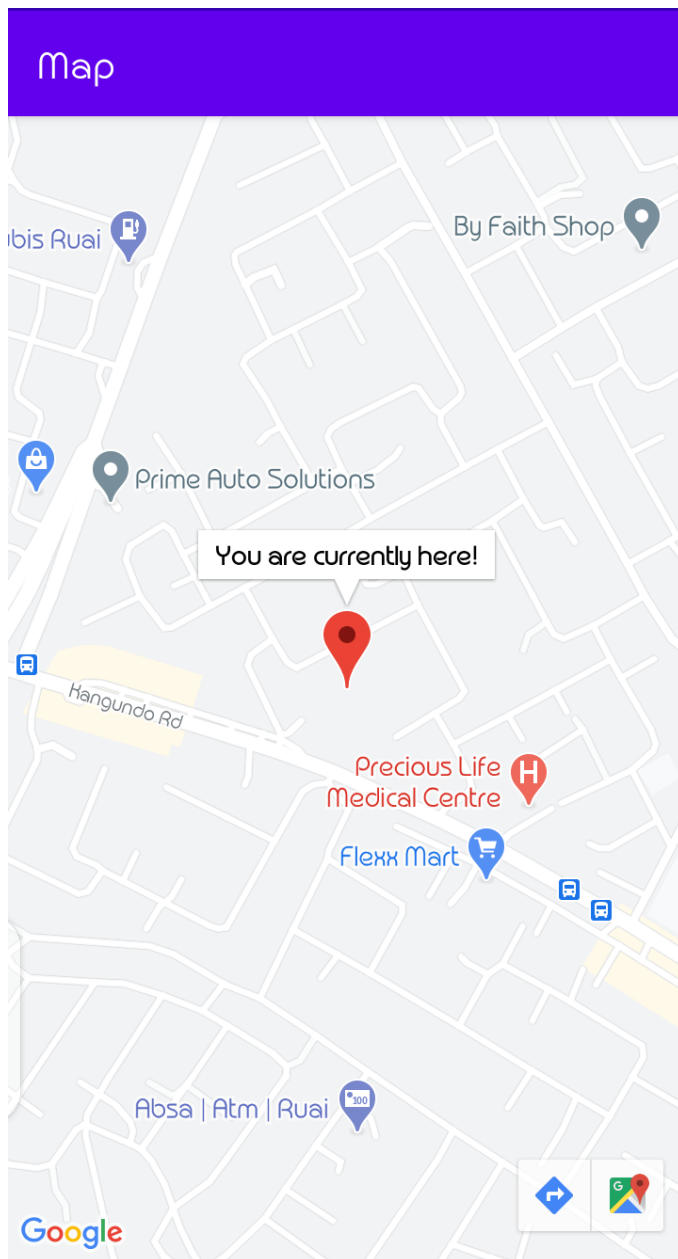 Map
By Faith Shop
ubis Ruai
Prime Auto Solutions
You are currently here!
Kangundo Rd
Precious Life
Medical Centre
Flexx Mart
Absa | Atm | Ruai
100
G
Google